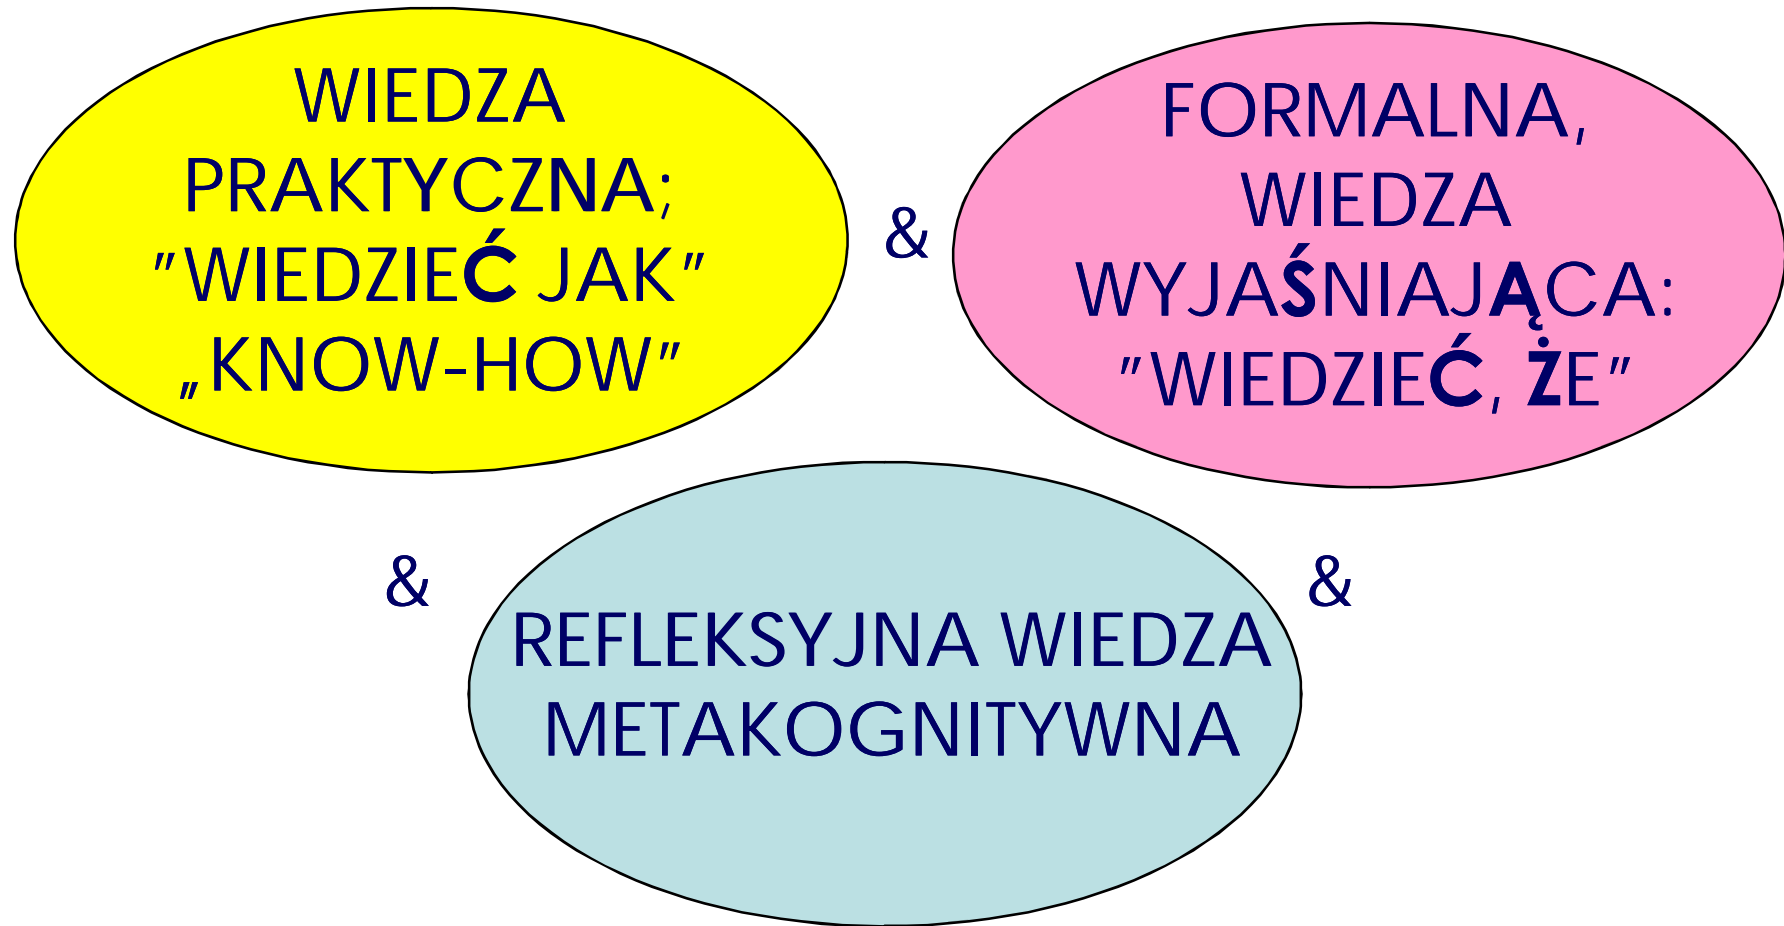 WIEDZA
PRAKTYCZNA;
"WIEDZIEĆ JAK"
„KNOW-HOW"
&
FORMALNA,
WIEDZA
WYJAŚNIAJĄCA:
"WIEDZIEĆ, ŻE"
&
&
REFLEKSYJNA WIEDZA
METAKOGNITYWNA